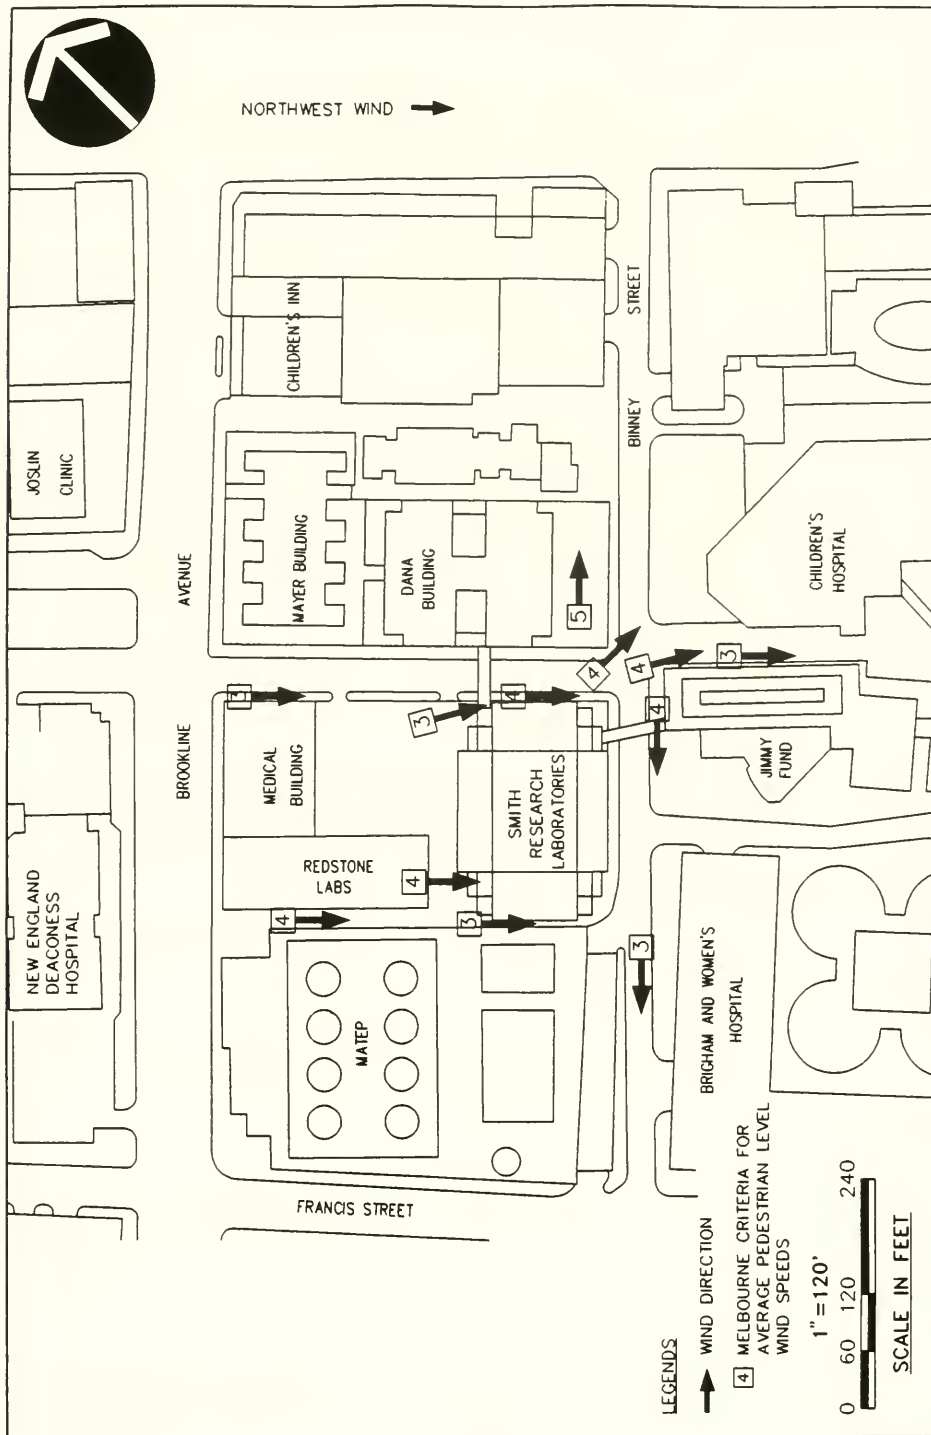 NORTHWEST WIND
JOSLIN
CLINIC
CHILDREN'S INN
STREET
BINNEY
AVENUE
MAYER BUILDING
DANA
BUILDING
CHILDREN'S
HOSPITAL
5
4
4
3
3
3
4
4
BROOKLINE
MEDICAL
BUILDING
SMITH
RESEARCH
LABORATORIES
JIMMY
FUND
NEW ENGLAND
DEACONESS
HOSPITAL
REDSTONE
LABS
4
4
3
3
MATEP
BRIGHAM AND WOMEN'S
HOSPITAL
FRANCIS STREET
LEGENDS
WIND DIRECTION
4 MELBOURNE CRITERIA FOR
AVERAGE PEDESTRIAN LEVEL
WIND SPEEDS
1"=120'
0 60 120 240
SCALE IN FEET